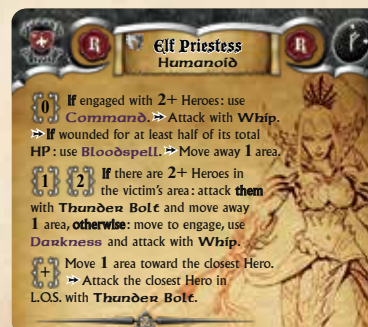 R
Elf Priestess
R
Humanoid
0 If engaged with 2+ Heroes: use
Command. ➳ Attack with Whip.
➳ If wounded for at least half of its total
HP: use Bloodspell. ➳ Move away 1 area.
1 2 If there are 2+ Heroes in
the victim's area: attack them
with Thunder Bolt and move away
1 area, otherwise: move to engage, use
Darkness and attack with Whip.
+ Move 1 area toward the closest Hero.
➳ Attack the closest Hero in
L.O.S. with Thunder Bolt.